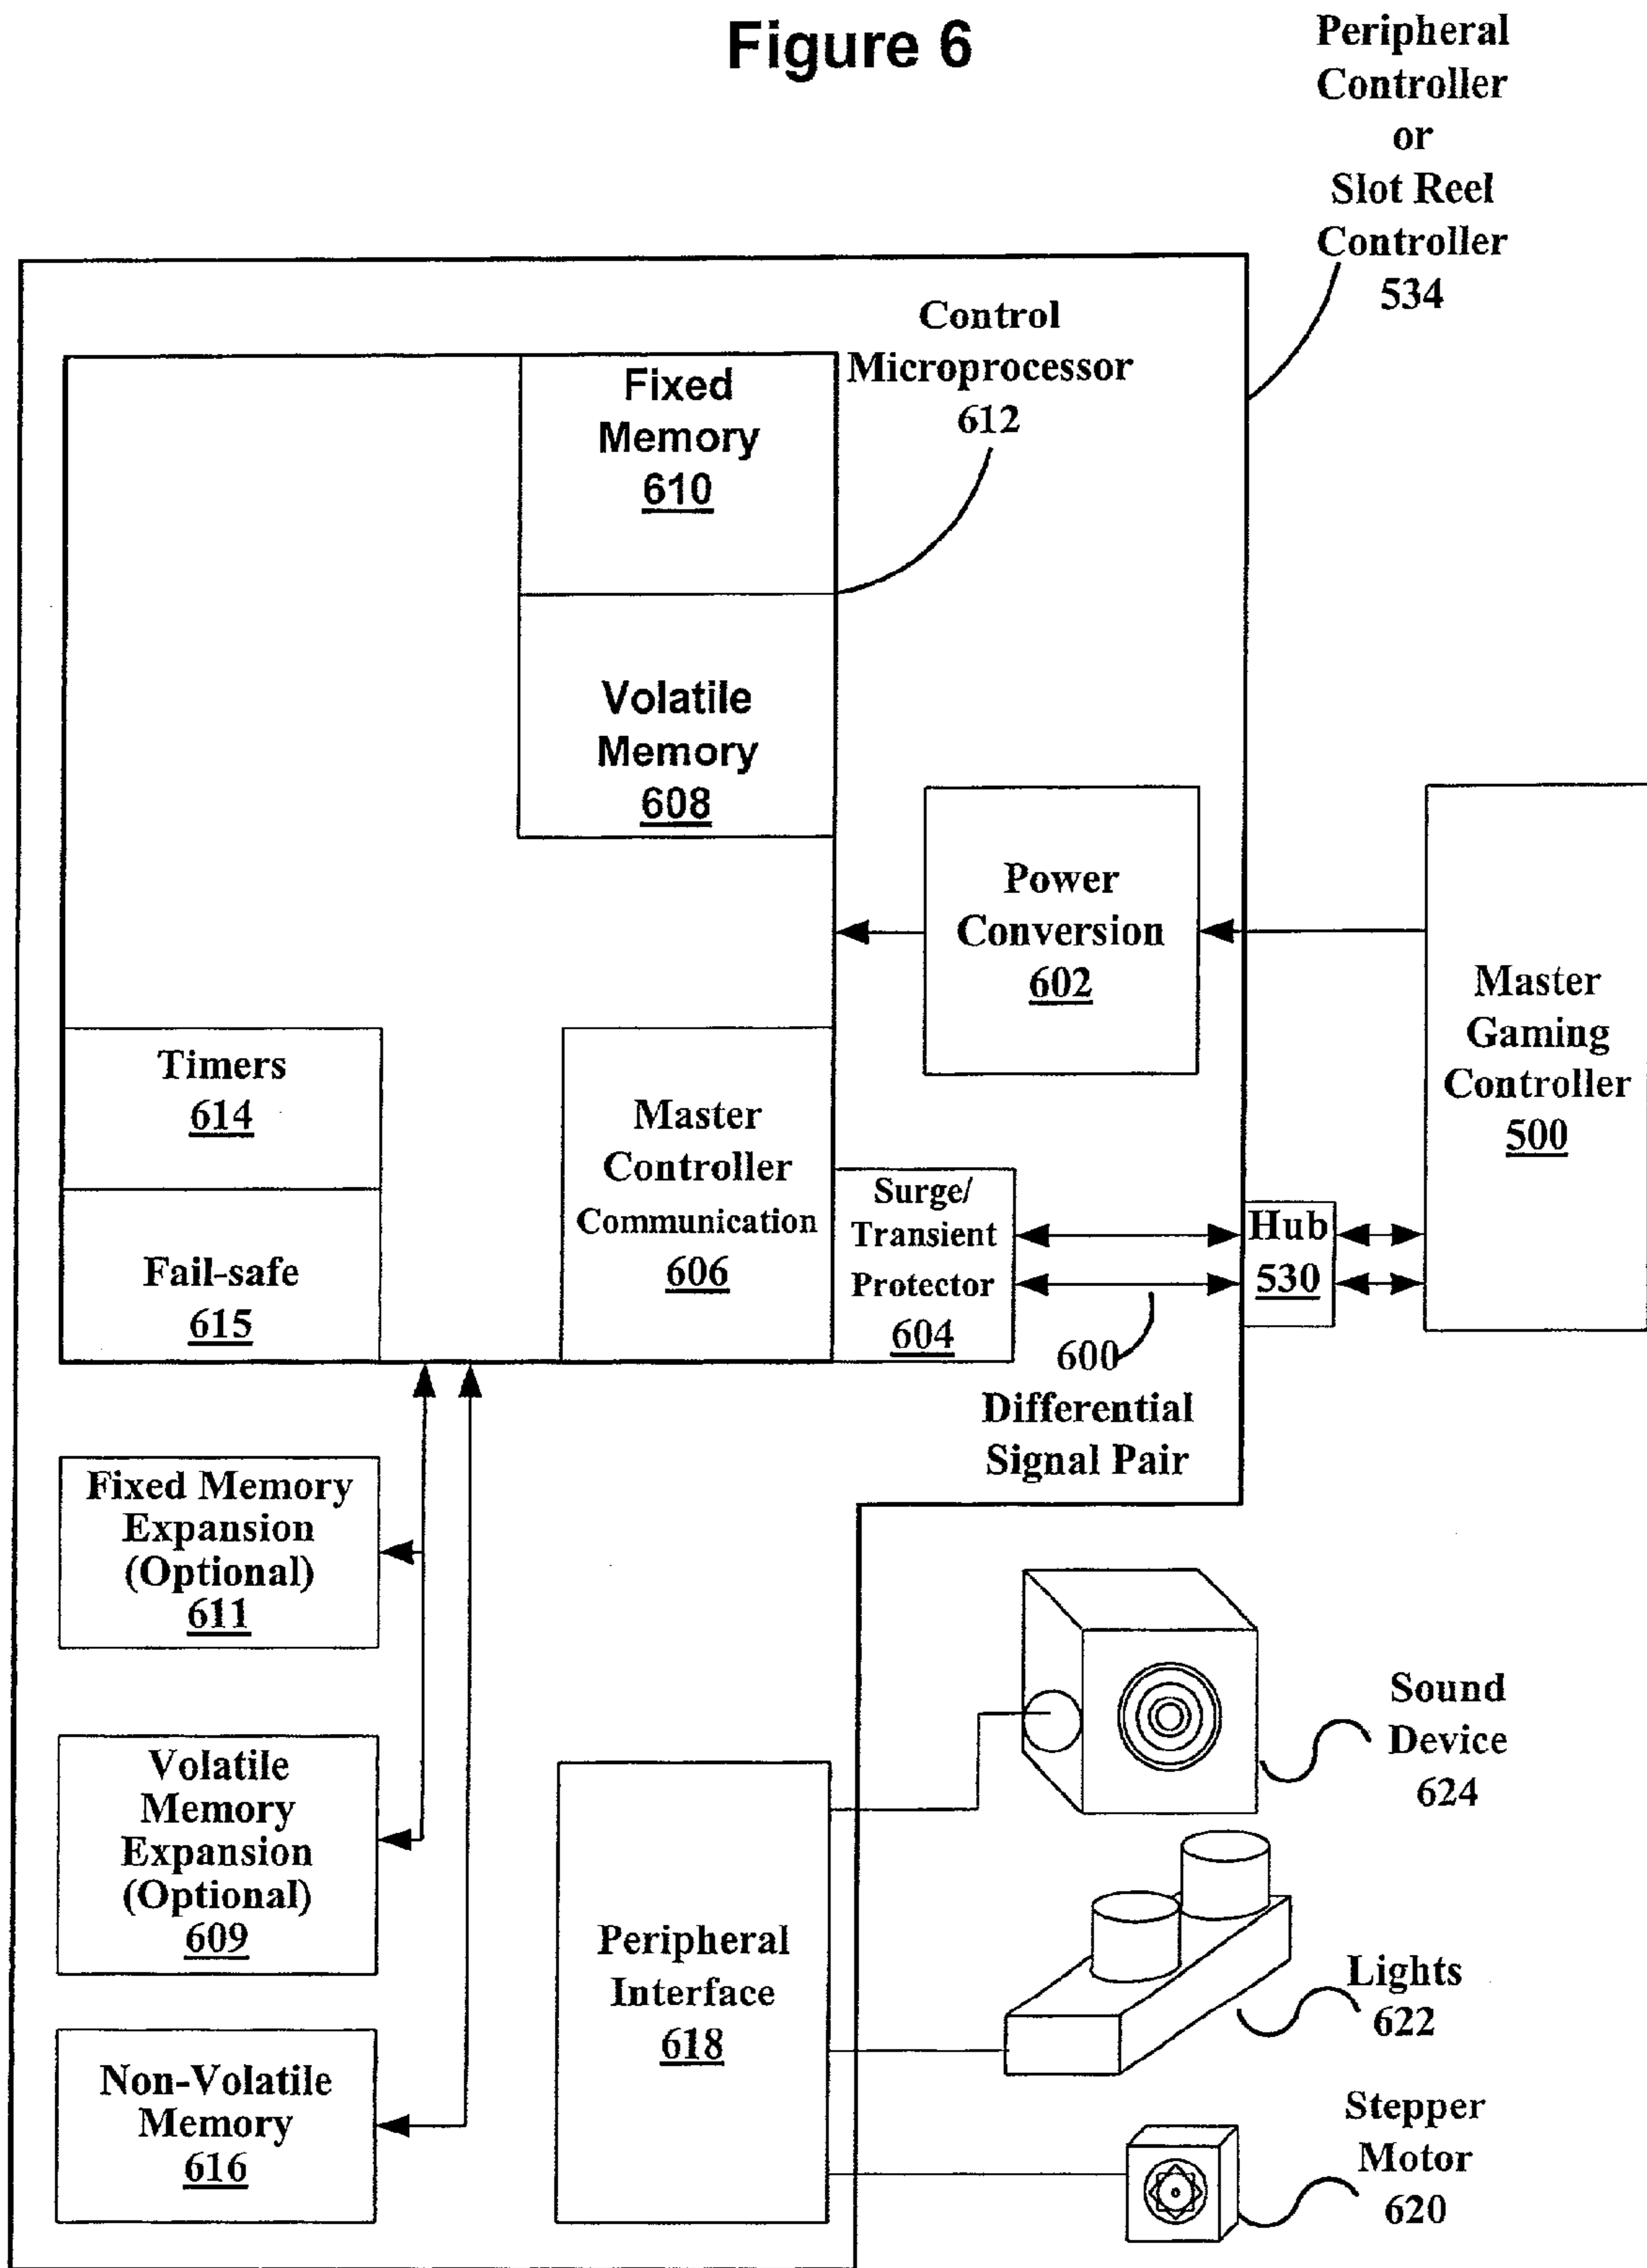 Figure 6
Peripheral
Controller
or
Slot Reel
Controller
534
Control
Microprocessor
612
Fixed
Memory
610
Volatile
Memory
608
Power
Conversion
602
Master
Gaming
Controller
500
Timers
614
Fail-safe
615
Master
Controller
Communication
606
Surge/
Transient
Protector
604
Hub
530
600
Differential
Signal Pair
Fixed Memory
Expansion
(Optional)
611
Volatile
Memory
Expansion
(Optional)
609
Non-Volatile
Memory
616
Peripheral
Interface
618
Sound
Device
624
Lights
622
Stepper
Motor
620